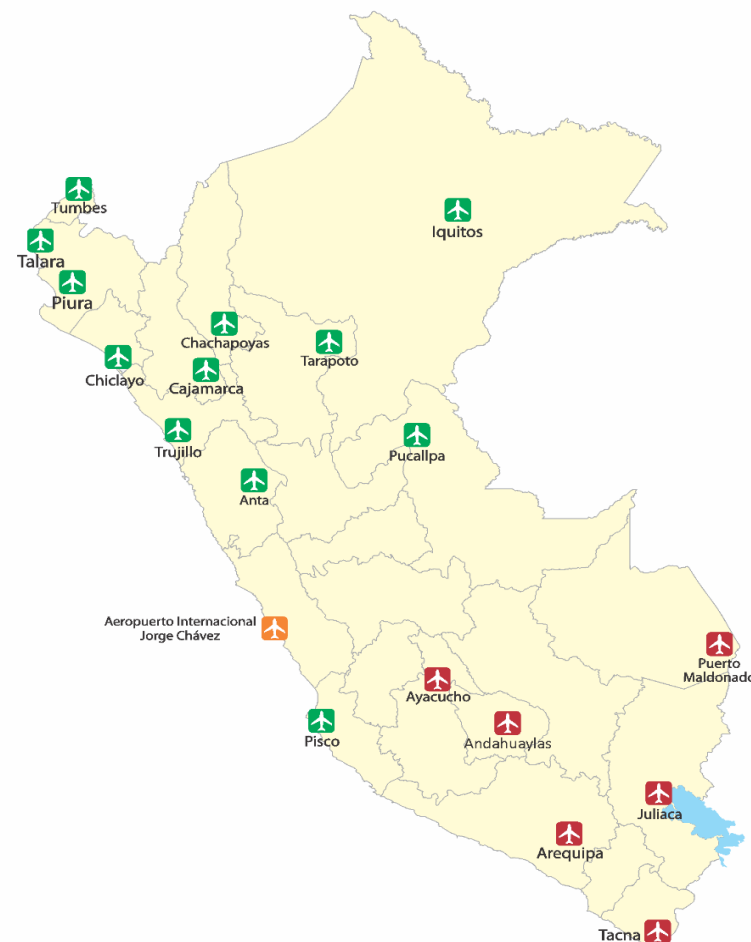 Tumbes
Iquitos
Talara
Piura
Chachapoyas
Tarapoto
Chiclayo
Cajamarca
Trujillo
Pucallpa
Anta
Aeropuerto Internacional
Jorge Chávez
Puerto
Maldonado
Ayacucho
Pisco
Andahuaylas
Juliaca
Arequipa
Tacna